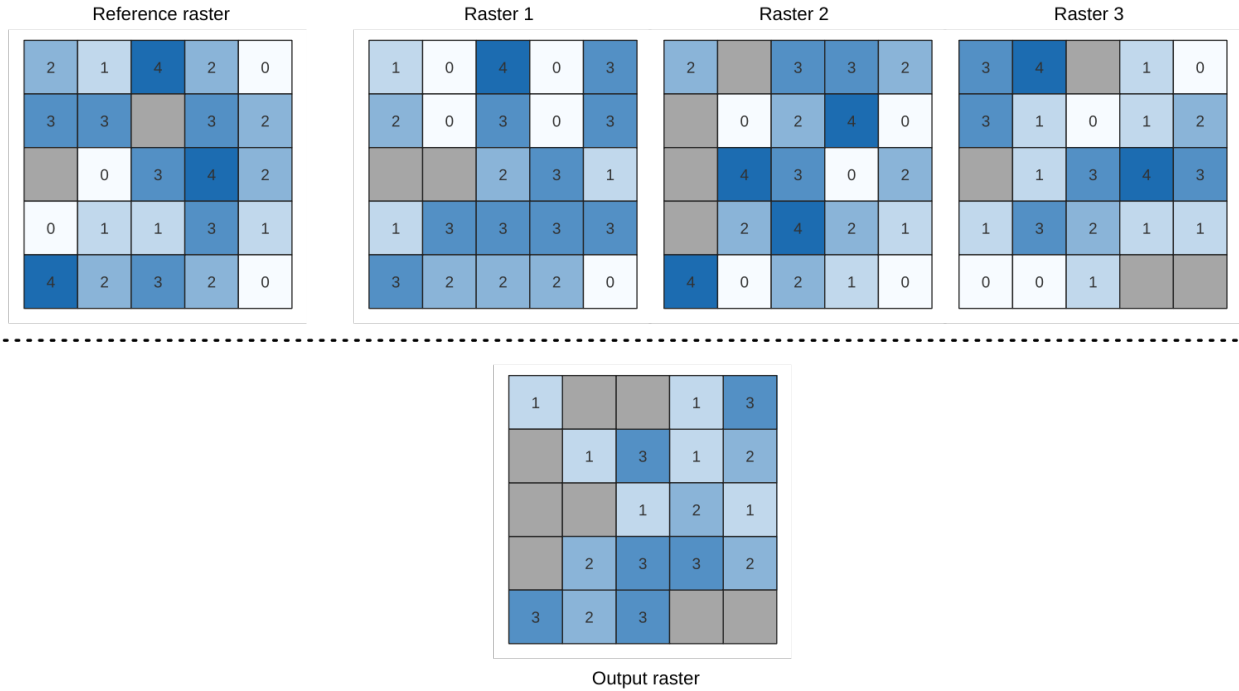 Reference raster Raster 1 Raster 2 Raster 3
2 1 4 2 0 1 0 4 0 3 2 3 3 2 3 4 1 0
3 3 3 2 2 0 3 0 3 0 2 4 0 3 1 0 1 2
0 3 4 2 2 3 1 4 3 0 2 1 3 4 3
0 1 1 3 1 1 3 3 3 3 2 4 2 1 1 3 2 1 1
4 2 3 2 0 3 2 2 2 0 4 0 2 1 0 0 0 1
1 1 3
1 3 1 2
1 2 1
2 3 3 2
3 2 3
Output raster